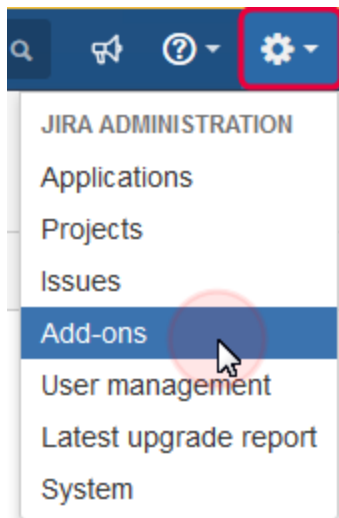 JIRA ADMINISTRATION
Applications
Projects
Issues
Add-ons
User management
Latest upgrade report
System